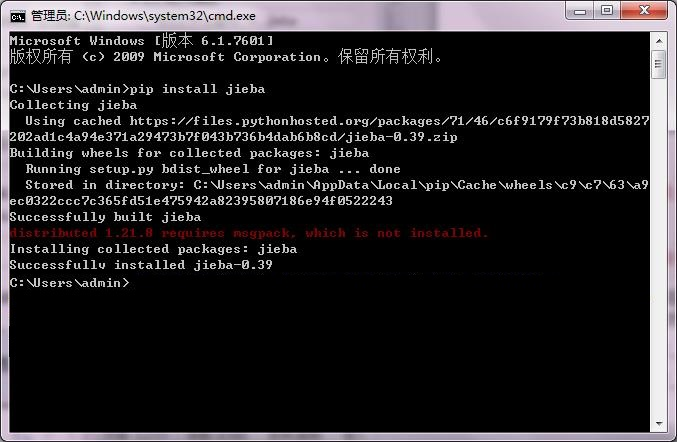 管理员: C:\Windows\system32\cmd.exe
Microsoft Windows [版本 6.1.7601]
版权所有 (c) 2009 Microsoft Corporation。保留所有权利。
C:\Users\admin>pip install jieba
Collecting jieba
Using cached https://files.pythonhosted.org/packages/71/46/c6f9179f73b818d5827
202ad1c4a94e371a29473b7f043b736b4dab6b8cd/jieba-0.39.zip
Building wheels for collected packages: jieba
Running setup.py bdist_wheel for jieba ... done
Stored in directory: C:\Users\admin\AppData\Local\pip\Cache\wheels\c9\c7\63\a9
ec0322ccc7c365fd51e475942a82395807186e94f0522243
Successfully built jieba
distributed 1.21.8 requires msgpack, which is not installed.
Installing collected packages: jieba
Successfully installed jieba-0.39
C:\Users\admin>